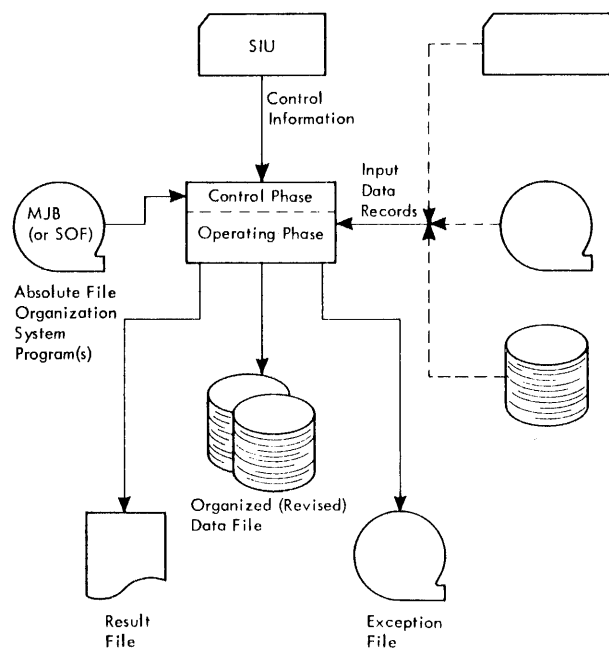 SIU
Control
Information
MJB
(or SOF)
Control Phase
Operating Phase
Input
Data
Records
Absolute File
Organization
System
Program(s)
Organized (Revised)
Data File
Result
File
Exception
File